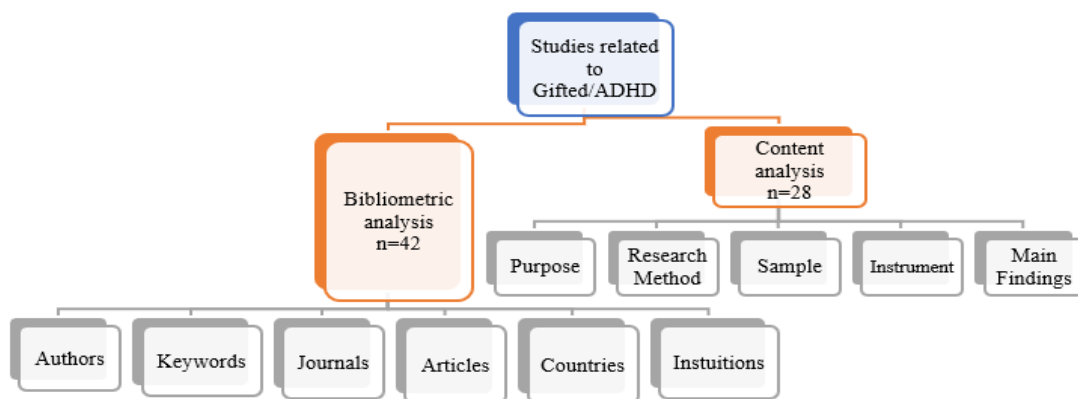 Studies related
to
Gifted/ADHD
Bibliometric
analysis
n=42
Content
analysis
n=28
Purpose
Research
Method
Sample
Instrument
Main
Findings
Authors
Keywords
Journals
Articles
Countries
Instuitions